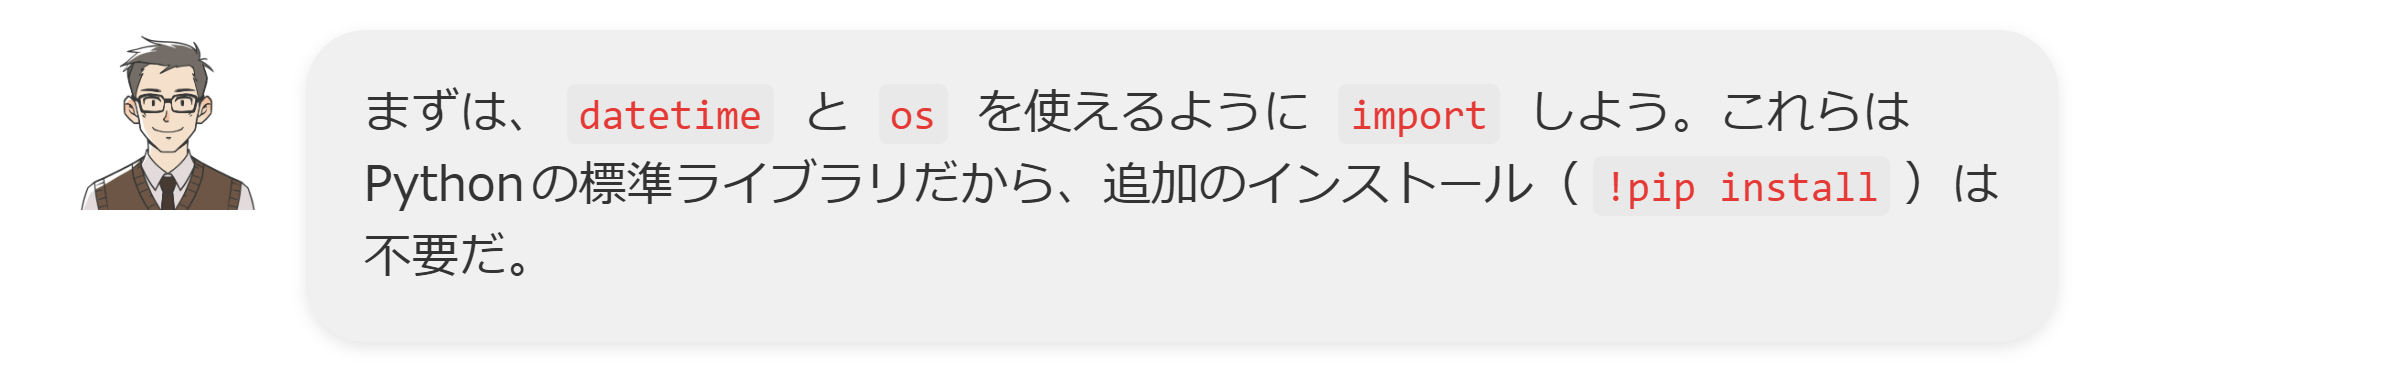 まずは、 datetime と os を使えるように import しよう。これらは
Pythonの標準ライブラリだから、追加のインストール（ !pip install ）は
不要だ。